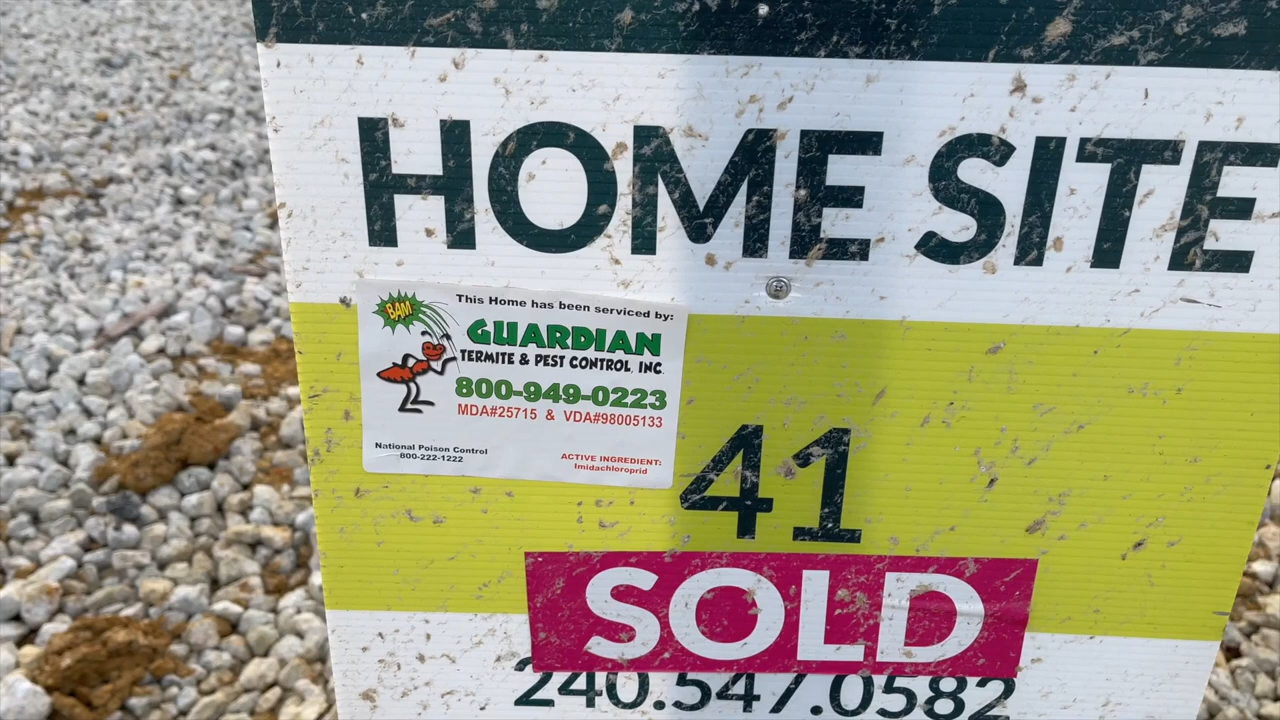 HOME SITE
BAM
This Home has been serviced by:
GUARDIAN
TERMITE & PEST CONTROL, INC.
800-949-0223
MDA#25715 & VDA#98005133
National Poison Control
800-222-1222
ACTIVE INGREDIENT:
Imidachloroprid
41
SOLD
240.547.0582